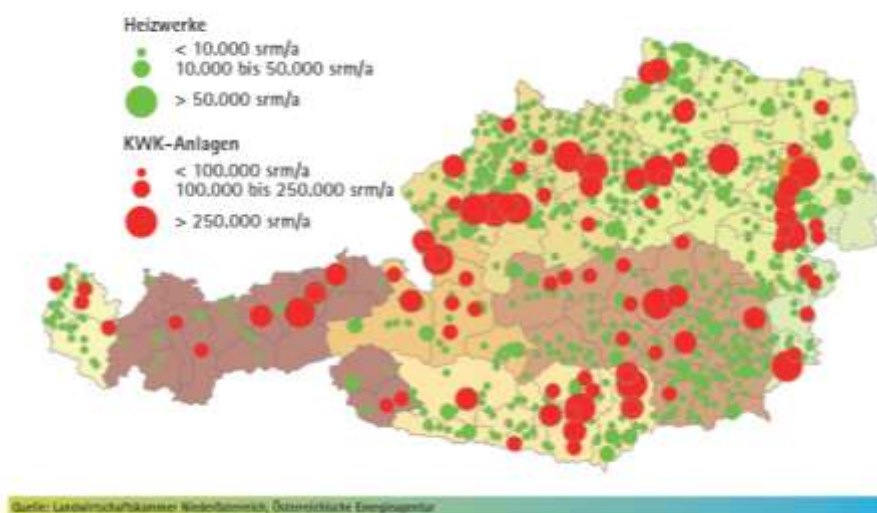 Heizwerke
< 10.000 srm/a
10.000 bis 50.000 srm/a
> 50.000 srm/a
KWK-Anlagen
< 100.000 srm/a
100.000 bis 250.000 srm/a
> 250.000 srm/a
Quelle: Landwirtschaftskammer Niederösterreich, Österreichische Energieagentur